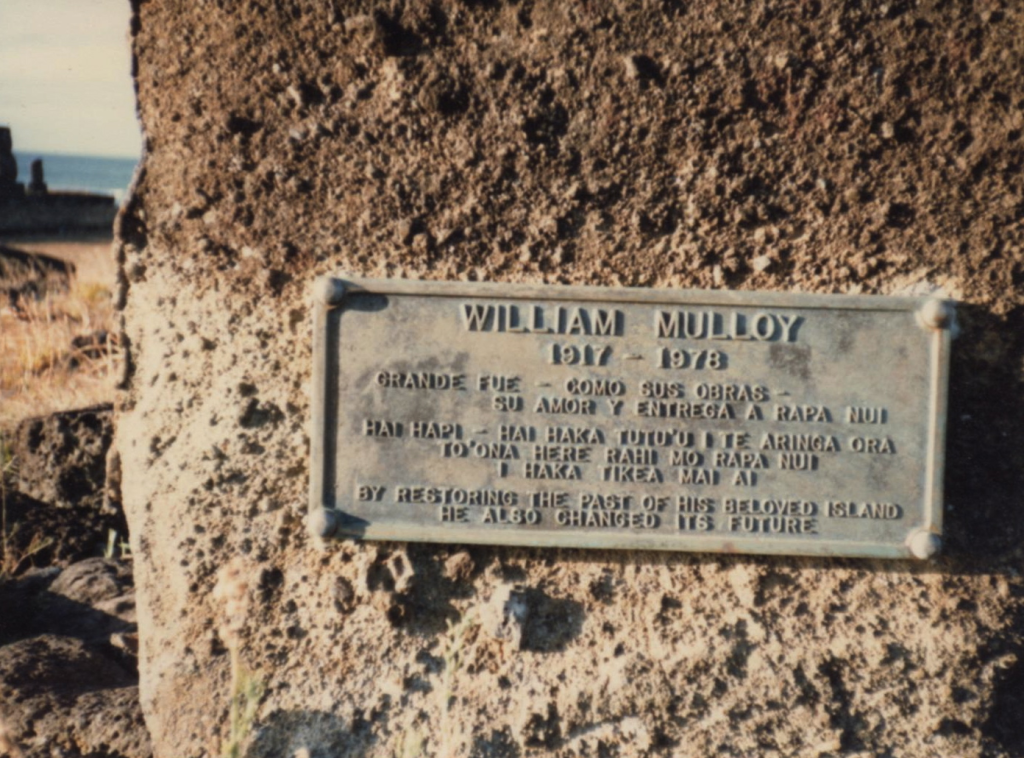 WILLIAM MULLOY
1917 - 1978
GRANDE FUE - COMO SUS OBRAS -
SU AMOR Y ENTREGA A RAPA NUI
HAI HAPI - HAI HAKA TUTU'U I TE ARINGA ORA
TO'ONA HERE RAHI MO RAPA NUI
I HAKA TIKEA MAI AI
BY RESTORING THE PAST OF HIS BELOVED ISLAND
HE ALSO CHANGED ITS FUTURE